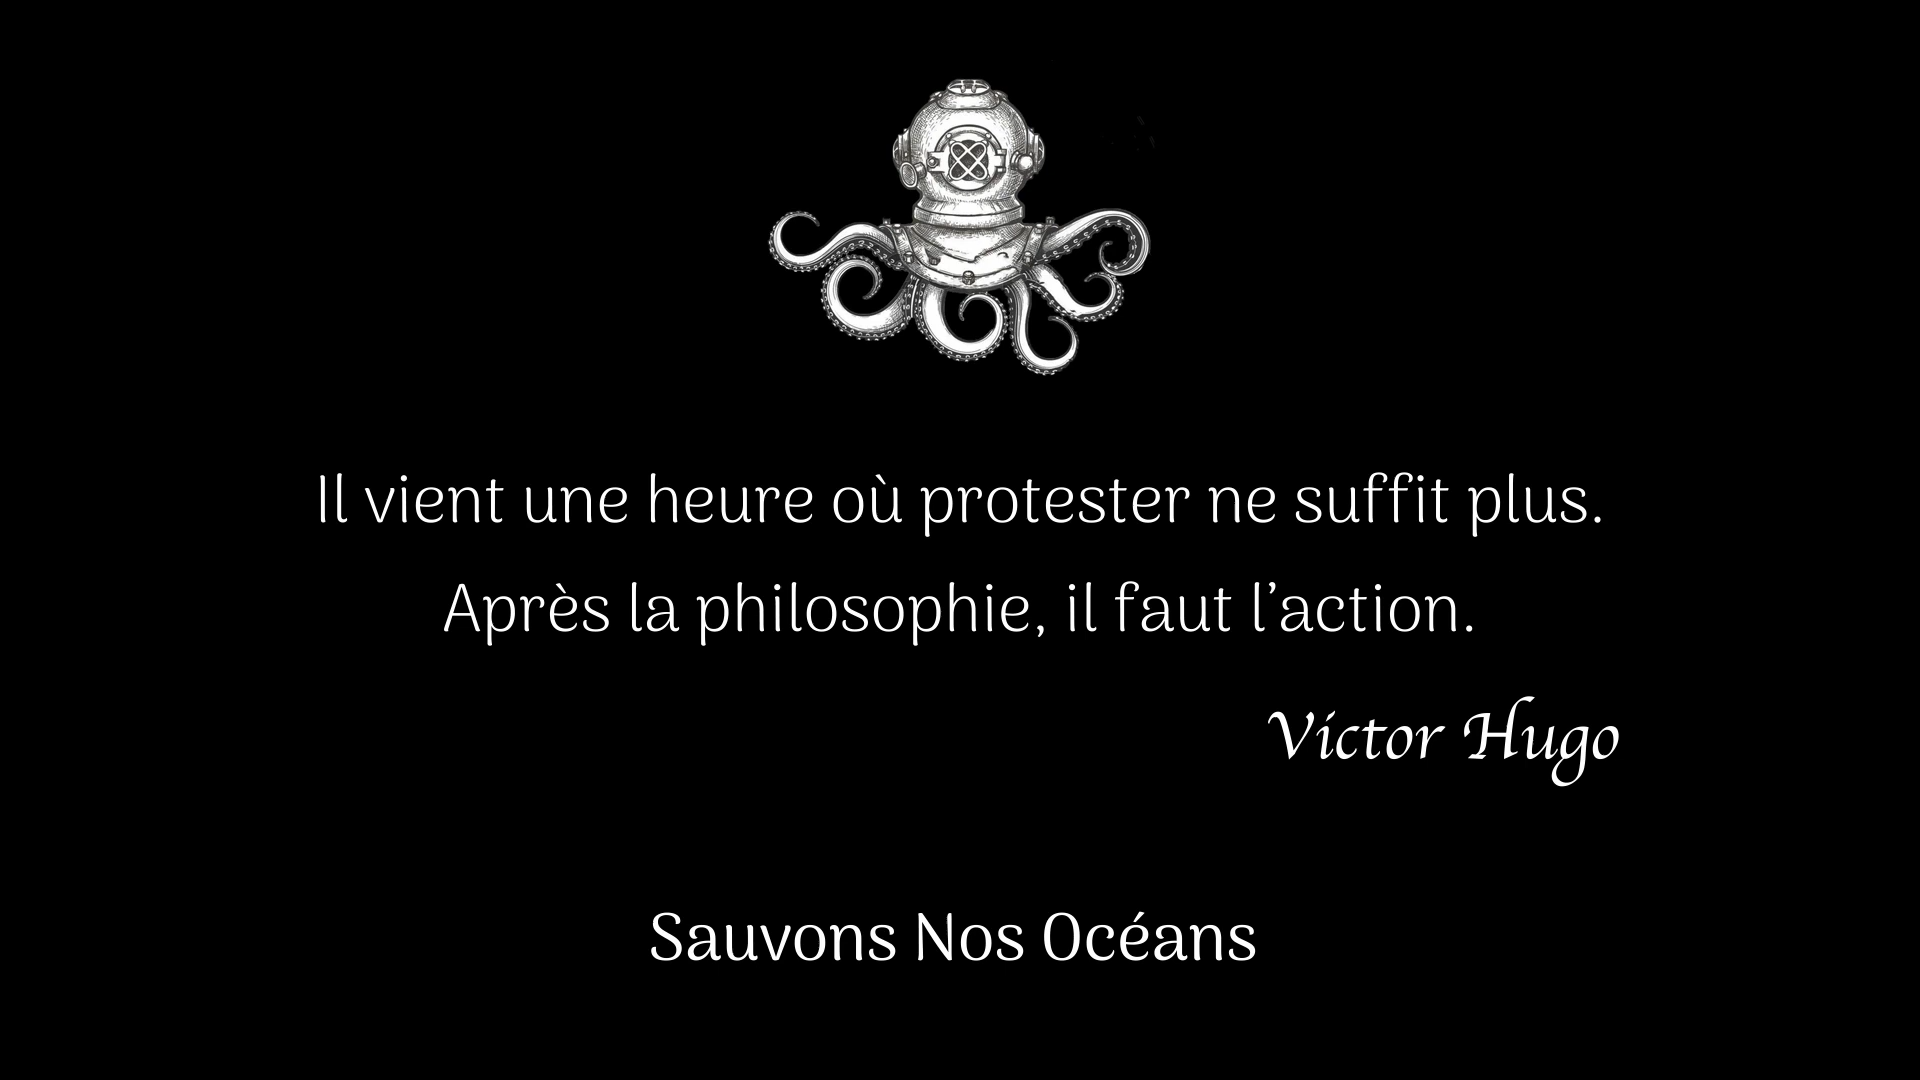 Il vient une heure où protester ne suffit plus.
Après la philosophie, il faut l’action.
Victor Hugo
Sauvons Nos Océans